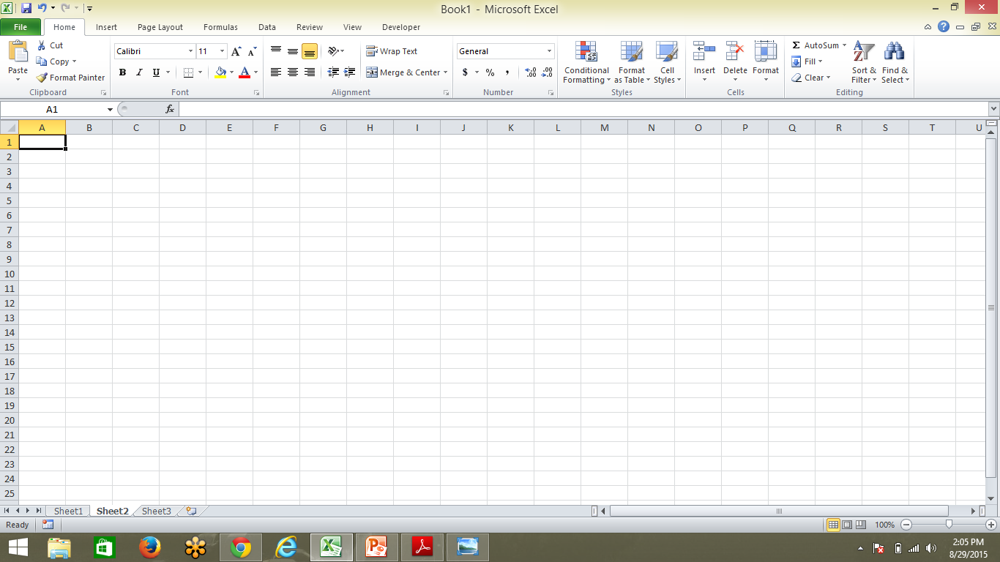 Book1 - Microsoft Excel
File Home Insert Page Layout Formulas Data Review View Developer
Paste
Cut
Copy
Format Painter
Clipboard
Calibri 11
B I U
Font
Wrap Text
Merge & Center
Alignment
General
$ % ,
Number
Conditional Formatting
Format as Table
Cell Styles
Styles
Insert Delete Format
Cells
Σ AutoSum
Fill
Clear
Sort & Filter
Find & Select
Editing
A1 fx
A B C D E F G H I J K L M N O P Q R S T U
1
2
3
4
5
6
7
8
9
10
11
12
13
14
15
16
17
18
19
20
21
22
23
24
25
Sheet1 Sheet2 Sheet3
Ready 100%
2:05 PM
8/29/2015